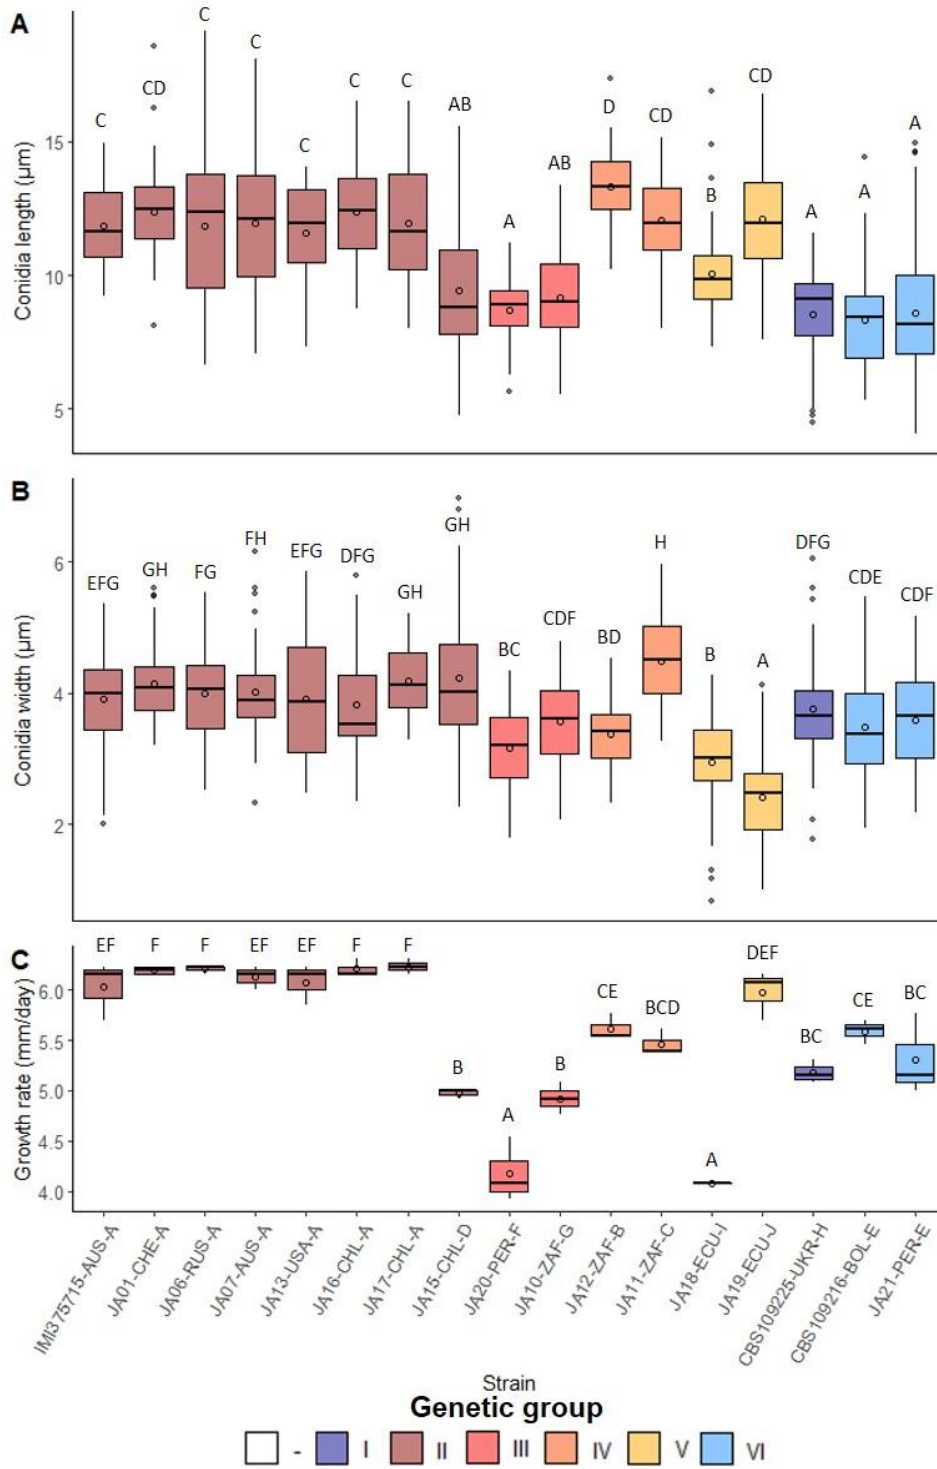 A
Conidia length (µm)
15
10
5
C
CD
C
C
C
C
C
AB
A
AB
D
CD
B
CD
A
A
A
B
Conidia width (µm)
6
4
2
EFG
GH
FG
FH
EFG
DFG
GH
GH
BC
CDF
BD
H
B
A
DFG
CDE
CDF
C
Growth rate (mm/day)
6.0
5.5
5.0
4.5
4.0
EF
F
F
EF
EF
F
F
B
A
B
CE
BCD
A
DEF
BC
CE
BC
IMI375715-AUS-A
JA01-CHE-A
JA06-RUS-A
JA07-AUS-A
JA13-USA-A
JA16-CHL-A
JA17-CHL-A
JA15-CHL-D
JA20-PER-F
JA10-ZAF-G
JA12-ZAF-B
JA11-ZAF-C
JA18-ECU-I
JA19-ECU-J
CBS109225-UKR-H
CBS109216-BOL-E
JA21-PER-E
Strain
Genetic group
- I II III IV V VI